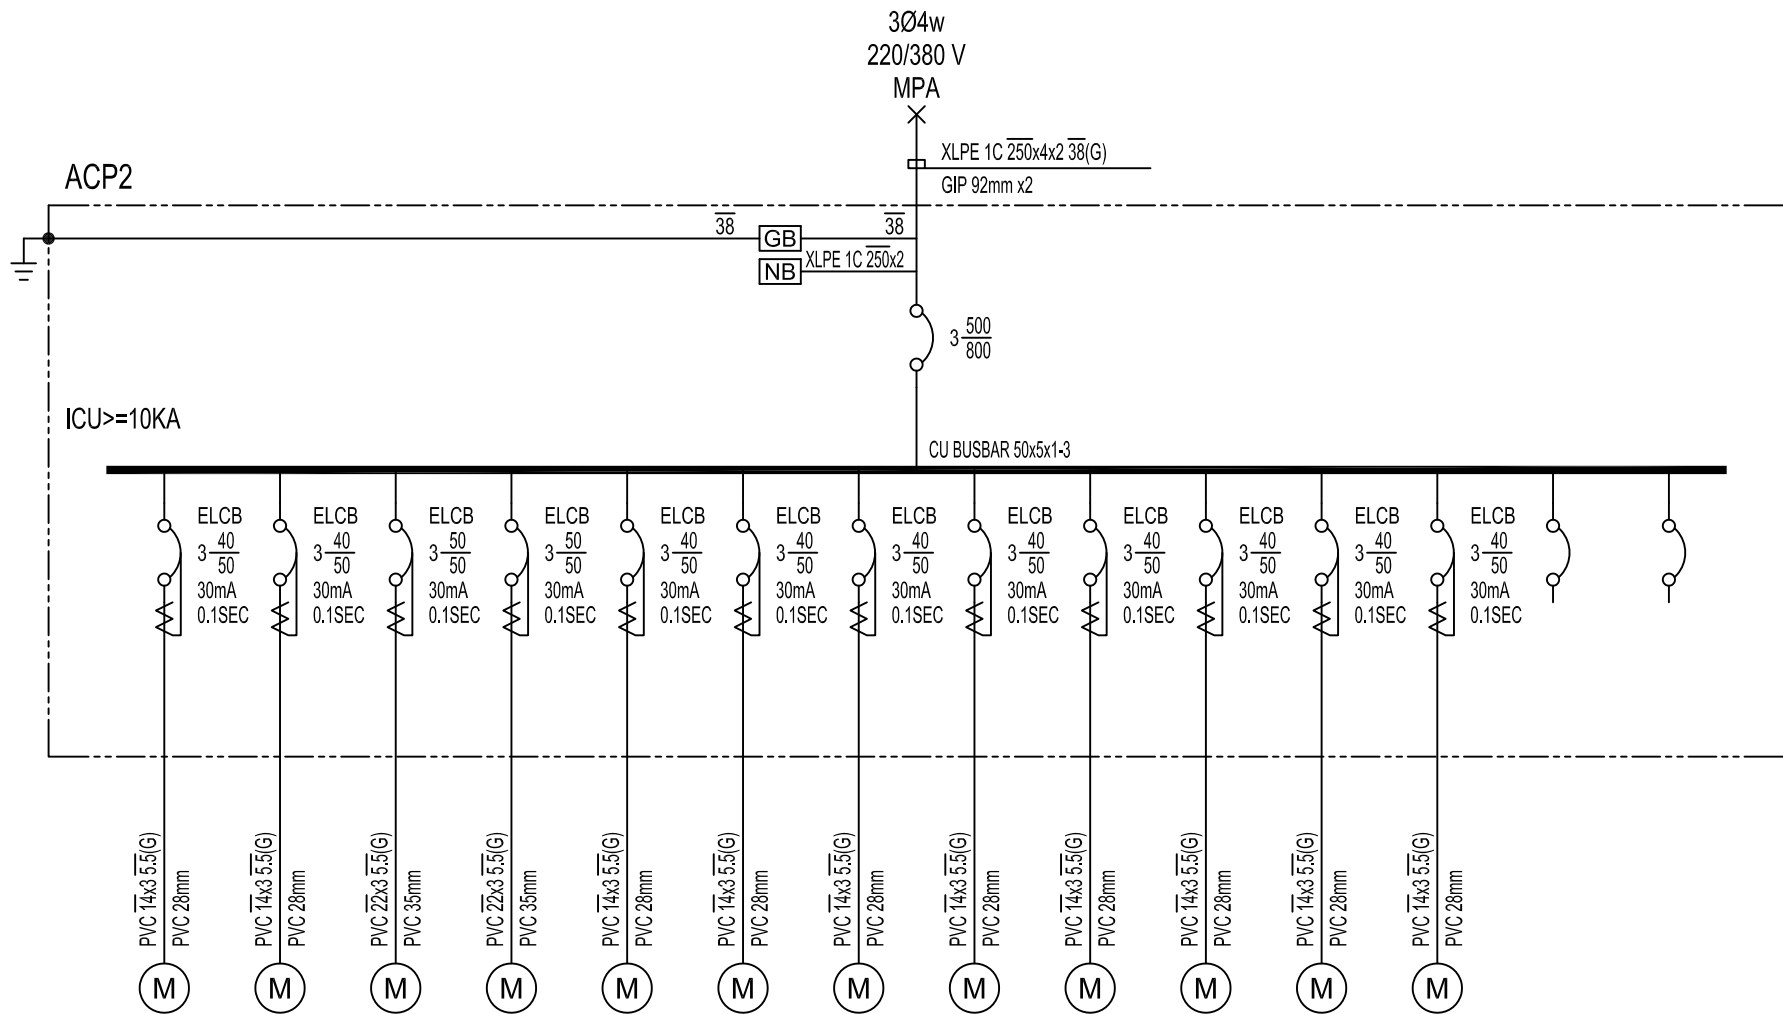 3Ø4w
220/380 V
MPA
XLPE 1C 250x4x2 38(G)
GIP 92mm x2
ACP2
38
GB
38
NB
XLPE 1C 250x2
3 500/800
ICU>=10KA
CU BUSBAR 50x5x1-3
ELCB
3 40/50
30mA
0.1SEC
ELCB
3 40/50
30mA
0.1SEC
ELCB
3 50/50
30mA
0.1SEC
ELCB
3 50/50
30mA
0.1SEC
ELCB
3 40/50
30mA
0.1SEC
ELCB
3 40/50
30mA
0.1SEC
ELCB
3 40/50
30mA
0.1SEC
ELCB
3 40/50
30mA
0.1SEC
ELCB
3 40/50
30mA
0.1SEC
ELCB
3 40/50
30mA
0.1SEC
ELCB
3 40/50
30mA
0.1SEC
ELCB
3 40/50
30mA
0.1SEC
PVC 14x3 5.5(G)
PVC 28mm
PVC 14x3 5.5(G)
PVC 28mm
PVC 22x3 5.5(G)
PVC 35mm
PVC 22x3 5.5(G)
PVC 35mm
PVC 14x3 5.5(G)
PVC 28mm
PVC 14x3 5.5(G)
PVC 28mm
PVC 14x3 5.5(G)
PVC 28mm
PVC 14x3 5.5(G)
PVC 28mm
PVC 14x3 5.5(G)
PVC 28mm
PVC 14x3 5.5(G)
PVC 28mm
PVC 14x3 5.5(G)
PVC 28mm
PVC 14x3 5.5(G)
PVC 28mm
M
M
M
M
M
M
M
M
M
M
M
M